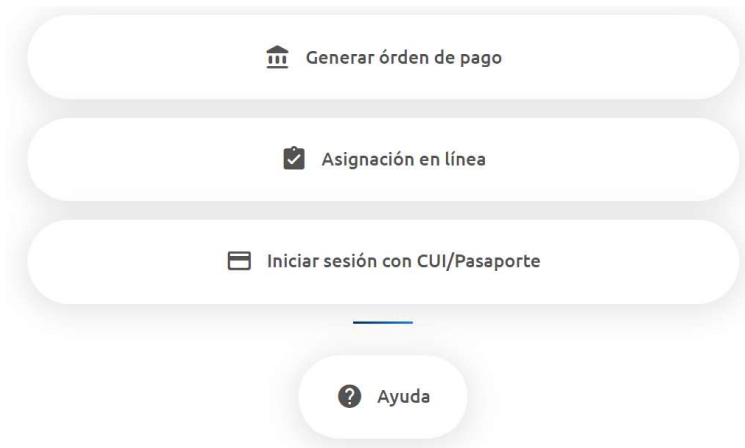 Generar órden de pago
Asignación en línea
Iniciar sesión con CUI/Pasaporte
Ayuda